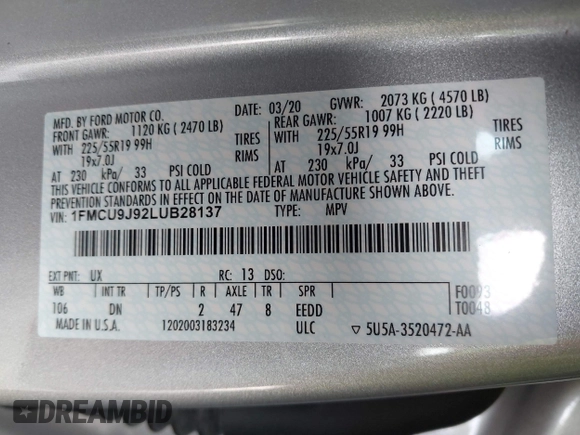 MFD. BY FORD MOTOR CO. DATE: 03/20 GVWR: 2073 KG ( 4570 LB)
FRONT GAWR: 1120 KG ( 2470 LB) REAR GAWR: 1007 KG ( 2220 LB)
WITH 225/55R19 99H TIRES WITH 225/55R19 99H TIRES
19x7.0J RIMS 19x7.0J RIMS
AT 230 kPa/ 33 PSI COLD AT 230 kPa/ 33 PSI COLD
THIS VEHICLE CONFORMS TO ALL APPLICABLE FEDERAL MOTOR VEHICLE SAFETY AND THEFT
PREVENTION STANDARDS IN EFFECT ON THE DATE OF MANUFACTURE SHOWN ABOVE.
VIN: 1FMCU9J92LUB28137 TYPE: MPV
EXT PNT: UX RC: 13 DSO:
WB INT TR TP/PS R AXLE TR SPR
106 DN 2 47 8 EEDD
F0093
T0048
MADE IN U.S.A. 1202003183234 ULC ▽ 5U5A-3520472-AA
DREAMBID
dreambid.com